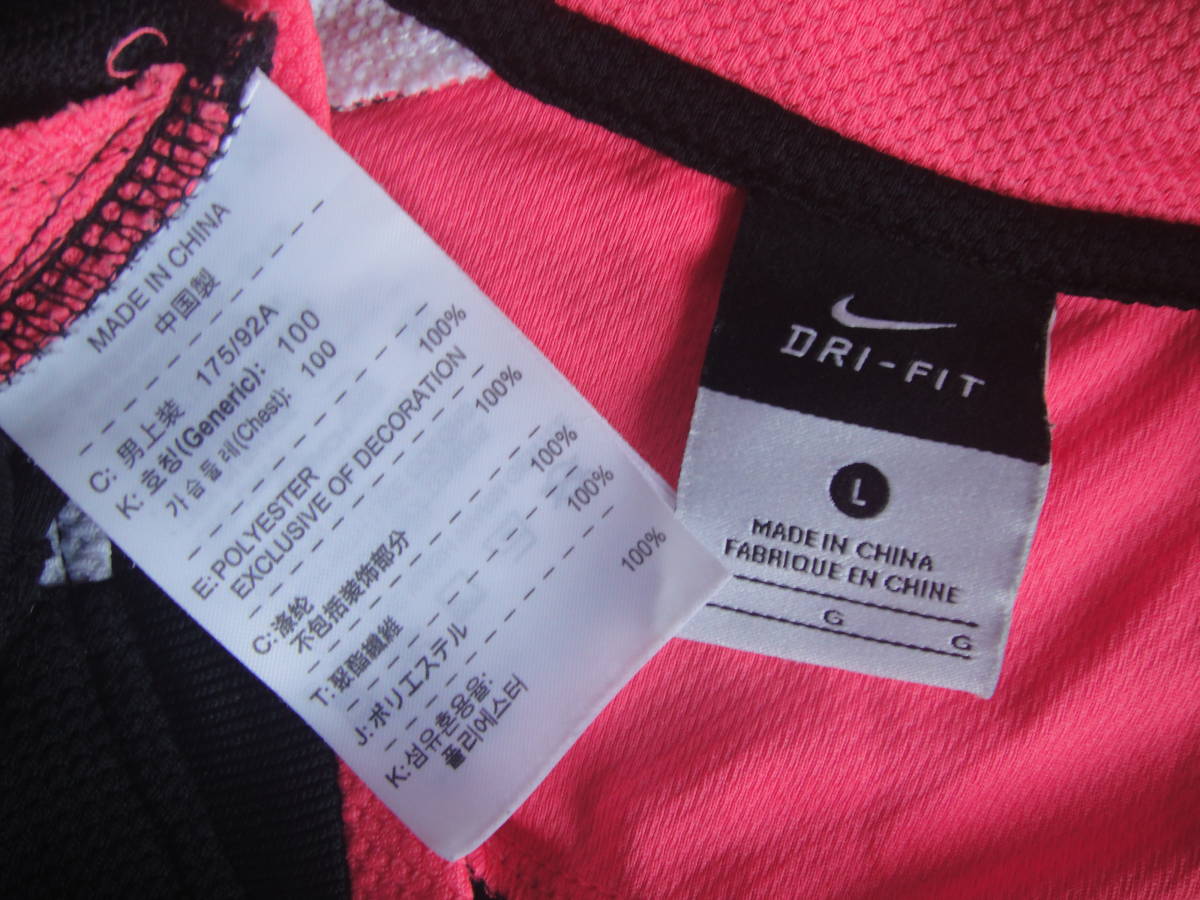 MADE IN CHINA
中国製
C: 男上装 175/92A
K: 호칭(Generic): 100
가슴둘레(Chest): 100
E: POLYESTER 100%
EXCLUSIVE OF DECORATION
C: 涤纶 100%
不包括装饰部分
T: 聚酯纖維 100%
J: ポリエステル 100%
K: 섬유혼용율:
폴리에스터 100%
DRI-FIT
L
MADE IN CHINA
FABRIQUE EN CHINE
G
G